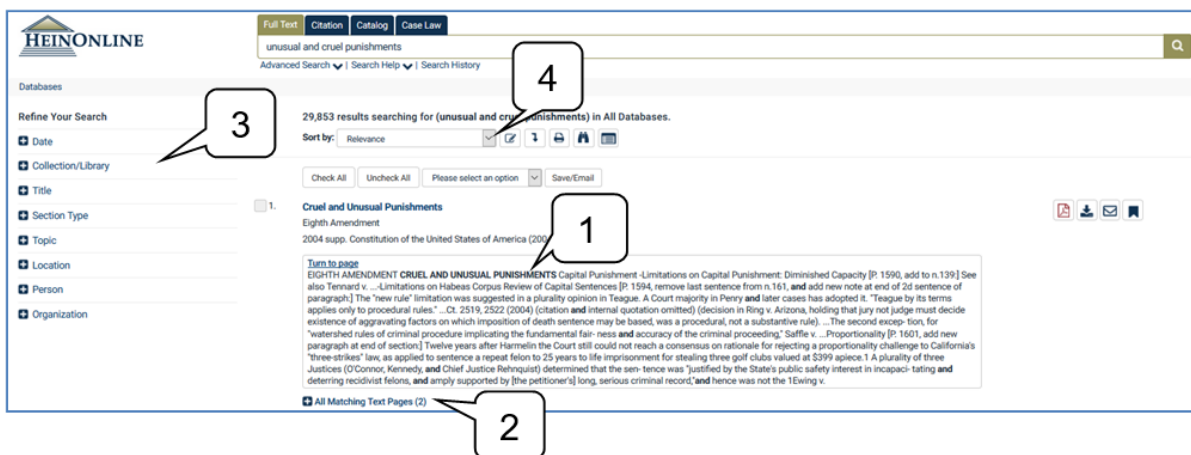 HEINONLINE
Full Text Citation Catalog Case Law
unusual and cruel punishments
Advanced Search | Search Help | Search History
Databases
Refine Your Search
Date
Collection/Library
Title
Section Type
Topic
Location
Person
Organization
3
4
29,853 results searching for (unusual and cruel punishments) in All Databases.
Sort by: Relevance
Check All Uncheck All Please select an option Save/Email
1. Cruel and Unusual Punishments
Eighth Amendment
2004 supp. Constitution of the United States of America (200
1
Turn to page
EIGHTH AMENDMENT CRUEL AND UNUSUAL PUNISHMENTS Capital Punishment -Limitations on Capital Punishment: Diminished Capacity [P. 1590, add to n.139:] See
also Tennard v. ...-Limitations on Habeas Corpus Review of Capital Sentences [P. 1594, remove last sentence from n.161, and add new note at end of 2d sentence of
paragraph:] The "new rule" limitation was suggested in a plurality opinion in Teague. A Court majority in Penry and later cases has adopted it. "Teague by its terms
applies only to procedural rules." ...Ct. 2519, 2522 (2004) (citation and internal quotation omitted) (decision in Ring v. Arizona, holding that jury not judge must decide
existence of aggravating factors on which imposition of death sentence may be based, was a procedural, not a substantive rule). ...The second excep- tion, for
"watershed rules of criminal procedure implicating the fundamental fair- ness and accuracy of the criminal proceeding," Saffle v. ...Proportionality [P. 1601, add new
paragraph at end of section:] Twelve years after Harmelin the Court still could not reach a consensus on rationale for rejecting a proportionality challenge to California's
"three-strikes" law, as applied to sentence a repeat felon to 25 years to life imprisonment for stealing three golf clubs valued at $399 apiece.1 A plurality of three
Justices (O'Connor, Kennedy, and Chief Justice Rehnquist) determined that the sen- tence was "justified by the State's public safety interest in incapaci- tating and
deterring recidivist felons, and amply supported by [the petitioner's] long, serious criminal record,"and hence was not the 1Ewing v.
All Matching Text Pages (2)
2